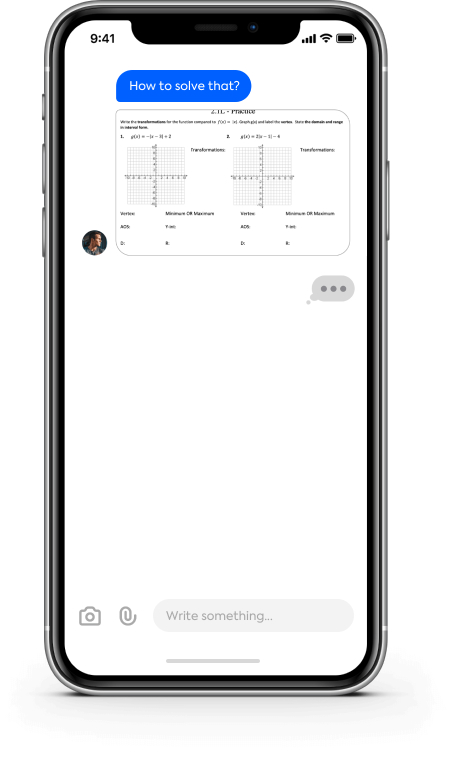 9:41
How to solve that?
2.1L - Practice
Write the transformations for the function compared to f(x) = |x|. Graph g(x) and label the vertex. State the domain and range
in interval form.
1. g(x) = -|x - 3| + 2 2. g(x) = 2|x - 1| - 4
Transformations: Transformations:
Vertex: Minimum OR Maximum Vertex: Minimum OR Maximum
AOS: Y-int: AOS: Y-int:
D: R: D: R:
Write something...